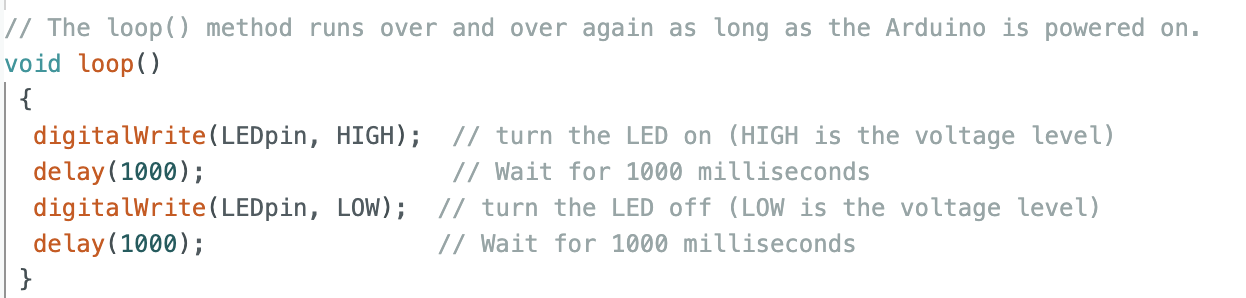 // The loop() method runs over and over again as long as the Arduino is powered on.
void loop()
{
digitalWrite(LEDpin, HIGH);  // turn the LED on (HIGH is the voltage level)
delay(1000);                 // Wait for 1000 milliseconds
digitalWrite(LEDpin, LOW);  // turn the LED off (LOW is the voltage level)
delay(1000);                // Wait for 1000 milliseconds
}